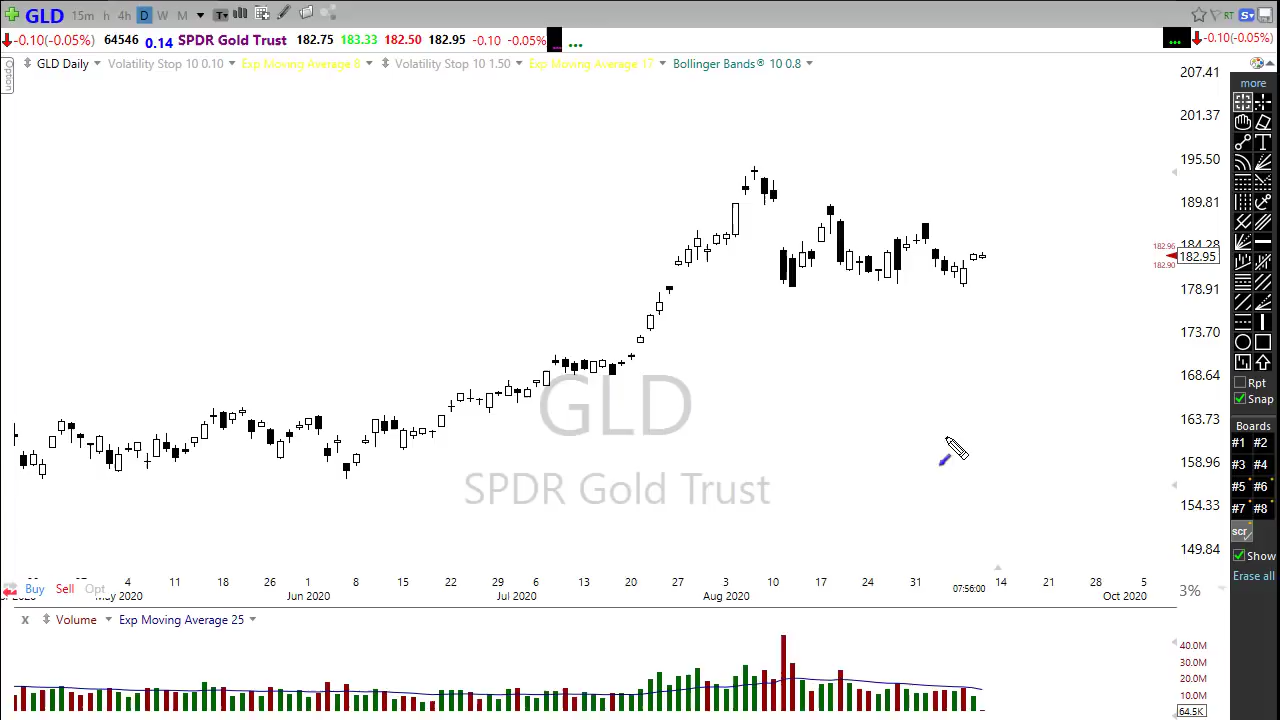 GLD 15m h 4h D W M T RT S
-0.10(-0.05%) 64546 0.14 SPDR Gold Trust 182.75 183.33 182.50 182.95 -0.10 -0.05% ... ... -0.10(-0.05%)
Option
GLD Daily Volatility Stop 10 0.10 Exp Moving Average 8 Volatility Stop 10 1.50 Exp Moving Average 17 Bollinger Bands® 10 0.8
207.41
more
201.37
195.50
189.81
184.28
182.96
182.95
182.90
178.91
173.70
168.64
Rpt
Snap
163.73
Boards
#1 #2
158.96
#3 #4
#5 #6
154.33
#7 #8
scr
149.84
Show
Erase all
GLD
SPDR Gold Trust
27 4 11 18 26 1 8 15 22 29 6 13 20 27 3 10 17 24 31 14 21 28 5
Buy Sell Opt
May 2020 Jun 2020 Jul 2020 Aug 2020 07:56:00 Oct 2020
3%
x Volume Exp Moving Average 25
40.0M
30.0M
20.0M
10.0M
64.5K